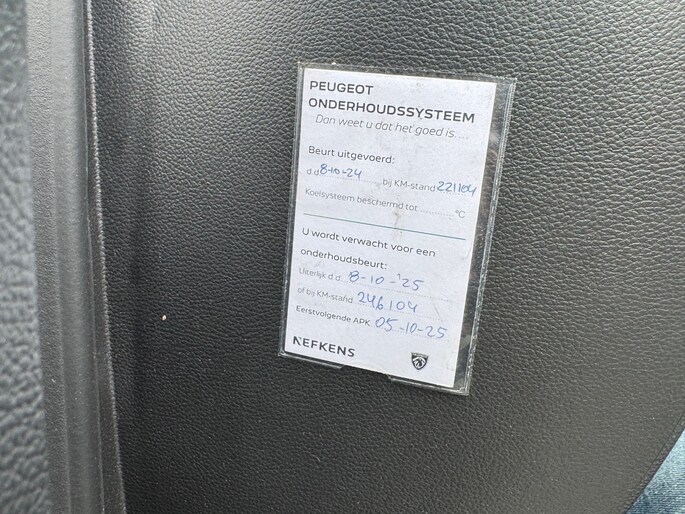 PEUGEOT
ONDERHOUDSSYSTEEM
Dan weet u dat het goed is....
Beurt uitgevoerd:
d.d 8-10-24 bij KM-stand 221104
Koelsysteem beschermd tot °C
U wordt verwacht voor een
onderhoudsbeurt:
Uiterlijk d.d. 8-10-'25
of bij KM-stand 246104
Eerstvolgende APK 05-10-25
NEFKENS